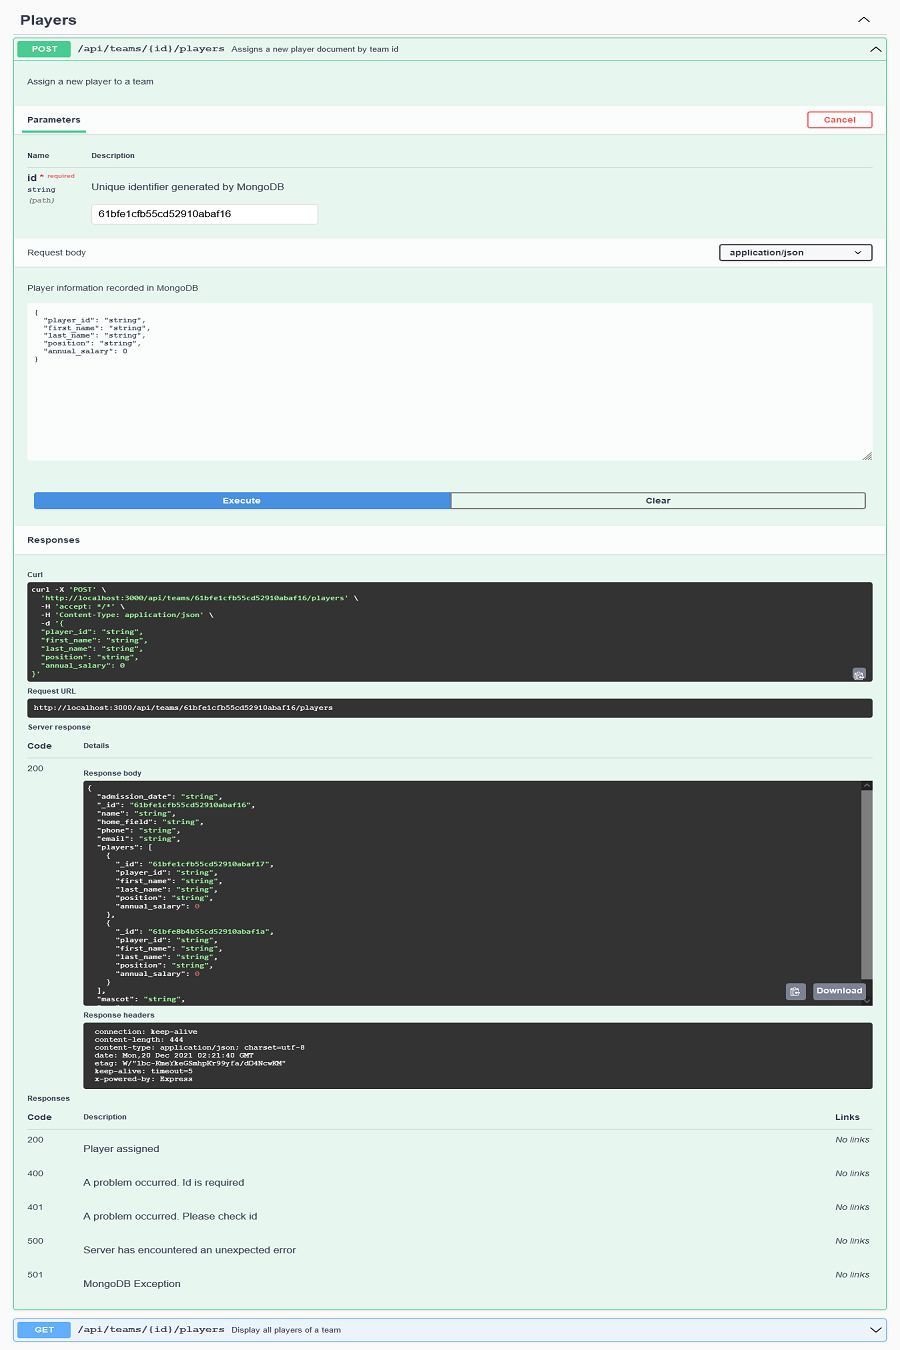 Players
POST /api/teams/{id}/players Assigns a new player document by team id
Assign a new player to a team
Parameters Cancel
Name Description
id * required
string
(path)
Unique identifier generated by MongoDB
61bfe1cfb55cd52910abaf16
Request body application/json
Player information recorded in MongoDB
{
"player_id": "string",
"first_name": "string",
"last_name": "string",
"position": "string",
"annual_salary": 0
}
Execute Clear
Responses
Curl
curl -X 'POST' \
'http://localhost:3000/api/teams/61bfe1cfb55cd52910abaf16/players' \
-H 'accept: */*' \
-H 'Content-Type: application/json' \
-d '{
"player_id": "string",
"first_name": "string",
"last_name": "string",
"position": "string",
"annual_salary": 0
}'
Request URL
http://localhost:3000/api/teams/61bfe1cfb55cd52910abaf16/players
Server response
Code Details
200
Response body
{
"admission_date": "string",
"_id": "61bfe1cfb55cd52910abaf16",
"name": "string",
"home_field": "string",
"phone": "string",
"email": "string",
"players": [
{
"_id": "61bfe1cfb55cd52910abaf17",
"player_id": "string",
"first_name": "string",
"last_name": "string",
"position": "string",
"annual_salary": 0
},
{
"_id": "61bfe8b4b55cd52910abaf1a",
"player_id": "string",
"first_name": "string",
"last_name": "string",
"position": "string",
"annual_salary": 0
}
],
"mascot": "string",
Download
Response headers
connection: keep-alive
content-length: 444
content-type: application/json; charset=utf-8
date: Mon,20 Dec 2021 02:21:40 GMT
etag: W/"1bc-KmeYkeGSmhpKr99yfa/dD4NcwKM"
keep-alive: timeout=5
x-powered-by: Express
Responses
Code Description Links
200 No links
Player assigned
400 No links
A problem occurred. Id is required
401 No links
A problem occurred. Please check id
500 No links
Server has encountered an unexpected error
501 No links
MongoDB Exception
GET /api/teams/{id}/players Display all players of a team